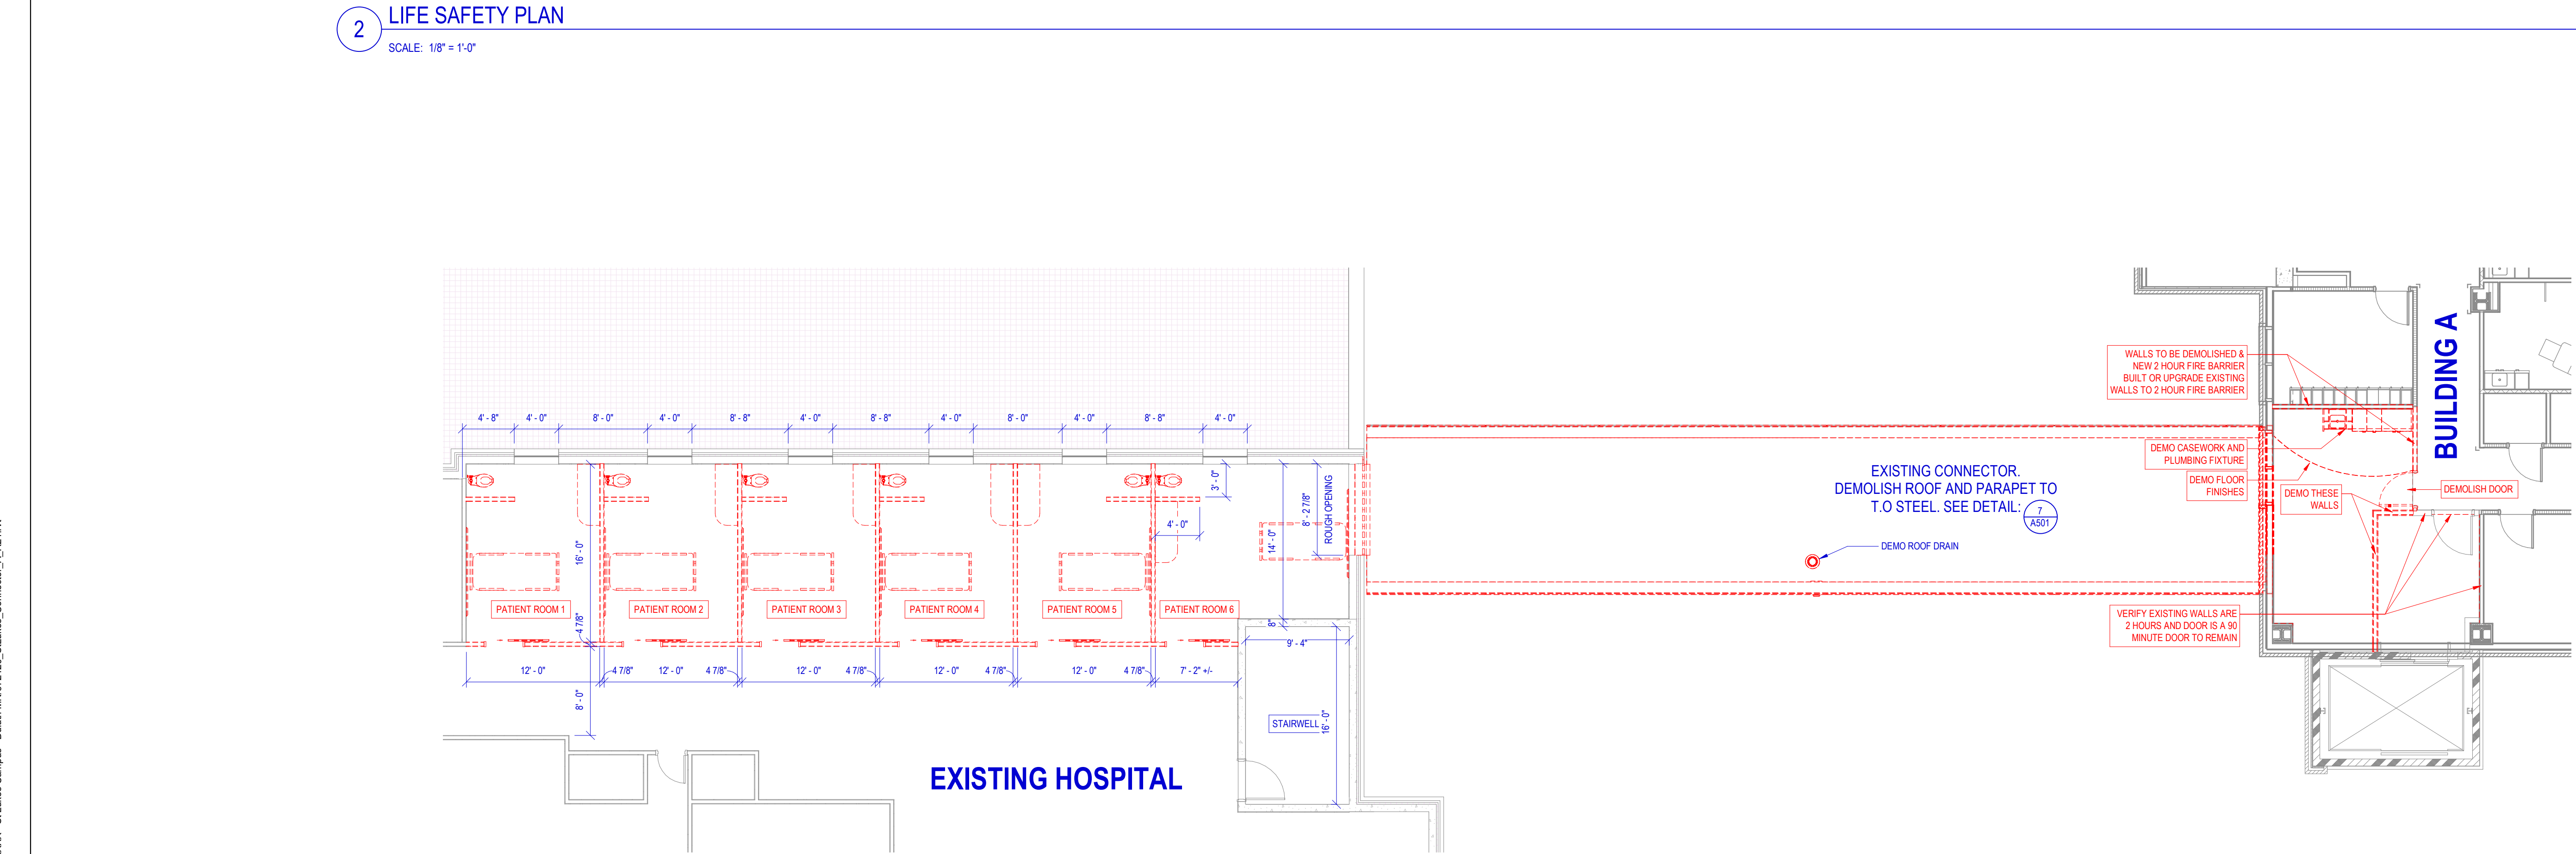 2
LIFE SAFETY PLAN
SCALE: 1/8" = 1'-0"
4' - 8"
4' - 0"
8' - 0"
4' - 0"
8' - 8"
4' - 0"
8' - 8"
4' - 0"
8' - 0"
4' - 0"
8' - 8"
4' - 0"
3' - 0"
4' - 0"
16' - 0"
4 7/8"
8' - 0"
14' - 0"
8' - 2 7/8"
ROUGH OPENING
8"
9' - 4"
16' - 0"
PATIENT ROOM 1
PATIENT ROOM 2
PATIENT ROOM 3
PATIENT ROOM 4
PATIENT ROOM 5
PATIENT ROOM 6
12' - 0"
4 7/8"
12' - 0"
4 7/8"
12' - 0"
4 7/8"
12' - 0"
4 7/8"
12' - 0"
4 7/8"
7' - 2" +/-
STAIRWELL
EXISTING HOSPITAL
EXISTING CONNECTOR.
DEMOLISH ROOF AND PARAPET TO
T.O STEEL. SEE DETAIL:
7
A501
DEMO ROOF DRAIN
WALLS TO BE DEMOLISHED &
NEW 2 HOUR FIRE BARRIER
BUILT OR UPGRADE EXISTING
WALLS TO 2 HOUR FIRE BARRIER
DEMO CASEWORK AND
PLUMBING FIXTURE
DEMO FLOOR
FINISHES
DEMO THESE
WALLS
DEMOLISH DOOR
VERIFY EXISTING WALLS ARE
2 HOURS AND DOOR IS A 90
MINUTE DOOR TO REMAIN
BUILDING A